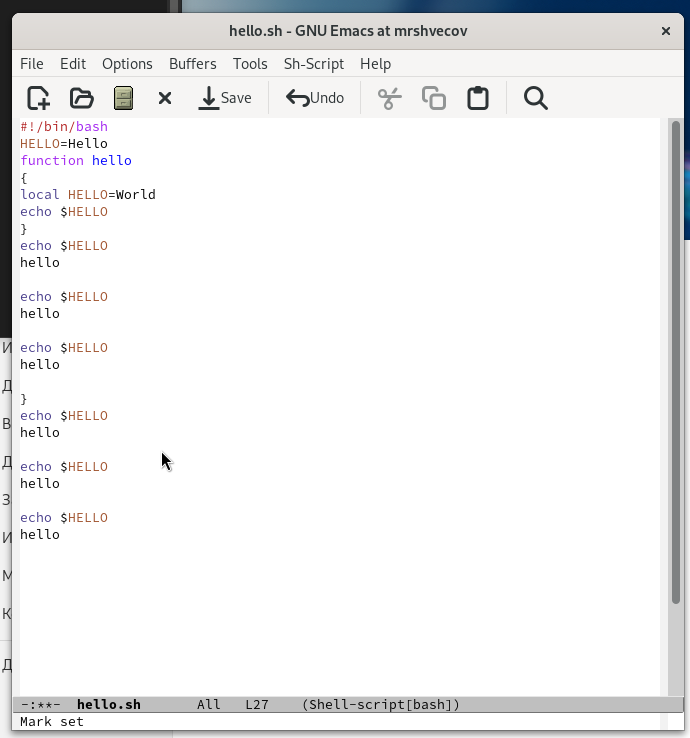 hello.sh - GNU Emacs at mrshvecov
File Edit Options Buffers Tools Sh-Script Help
Save Undo
#!/bin/bash
HELLO=Hello
function hello
{
local HELLO=World
echo $HELLO
}
echo $HELLO
hello
echo $HELLO
hello
echo $HELLO
hello
}
echo $HELLO
hello
echo $HELLO
hello
echo $HELLO
hello
И
Д
В
Д
З
И
М
К
Д
-:**- hello.sh All L27 (Shell-script[bash])
Mark set